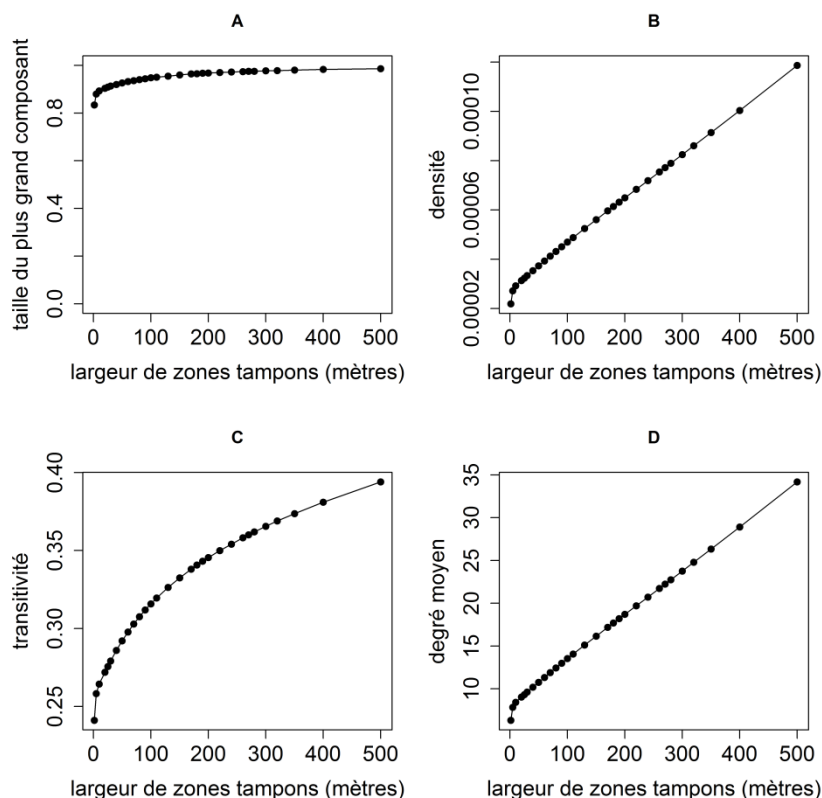 A
taille du plus grand composant
0.0
0.4
0.8
0 100 200 300 400 500
largeur de zones tampons (mètres)
B
densité
0.00002
0.00006
0.00010
0 100 200 300 400 500
largeur de zones tampons (mètres)
C
transitivité
0.25
0.30
0.35
0.40
0 100 200 300 400 500
largeur de zones tampons (mètres)
D
degré moyen
10
15
20
25
30
35
0 100 200 300 400 500
largeur de zones tampons (mètres)